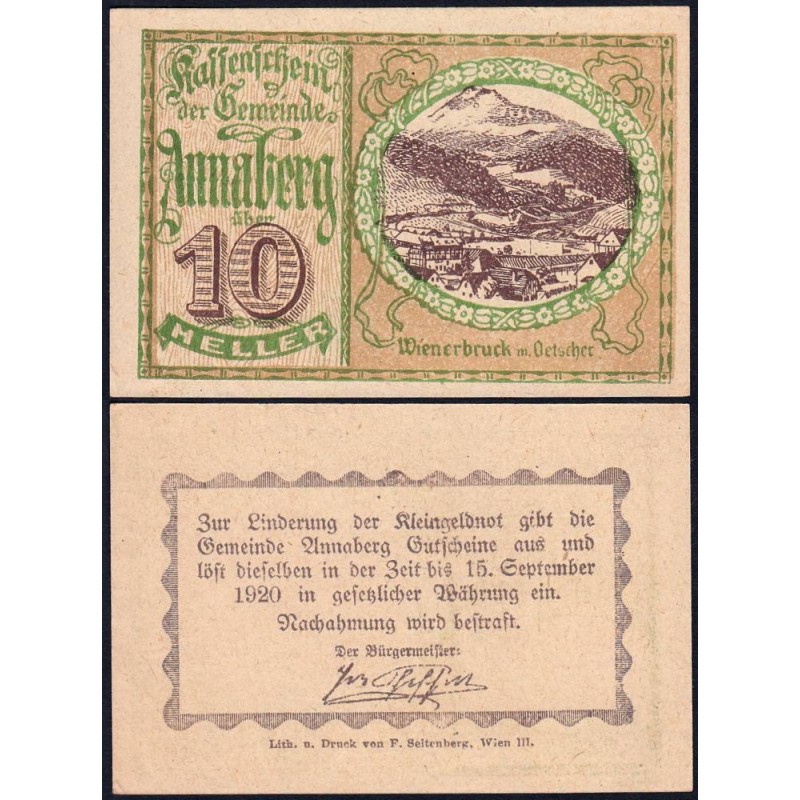 Kassenschein
der Gemeinde
Annaberg
über
10
HELLER
Wienerbruck m. Oetscher
Zur Linderung der Kleingeldnot gibt die
Gemeinde Annaberg Gutscheine aus und
löst dieselben in der Zeit bis 15. September
1920 in gesetzlicher Währung ein.
Nachahmung wird bestraft.
Der Bürgermeister:
Lith. u. Druck von F. Seitenberg, Wien III.